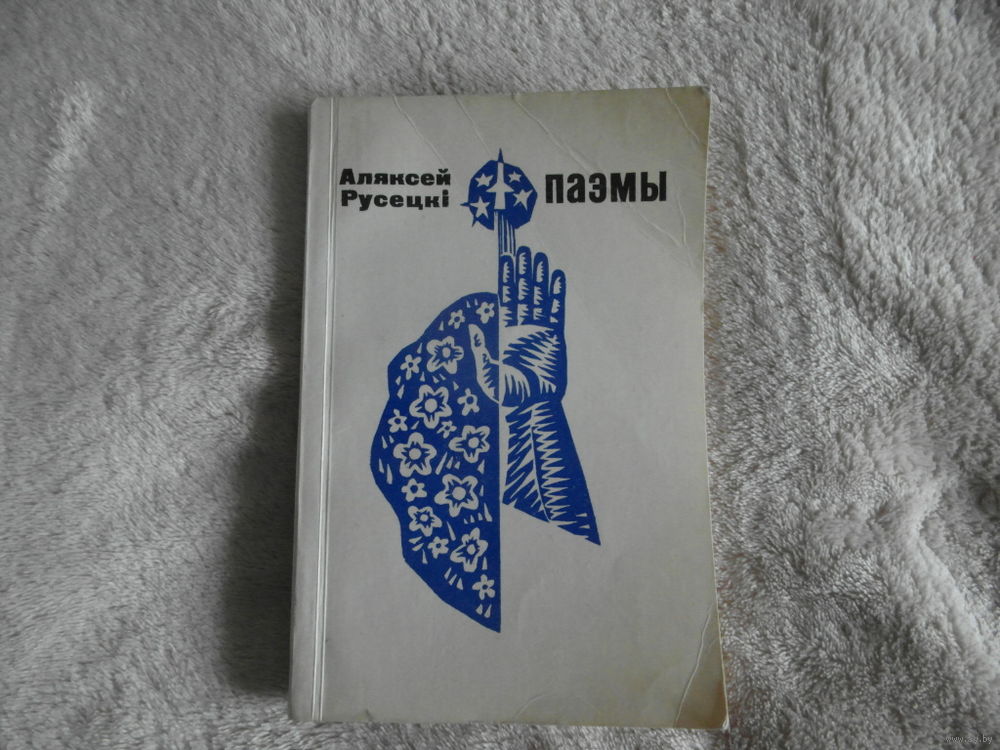 Аляксей
Русецкі
паэмы